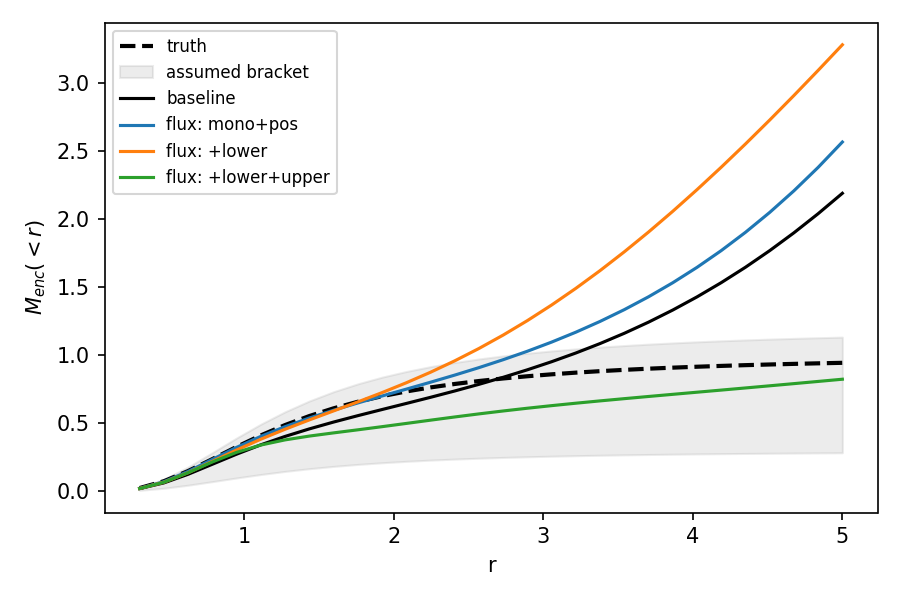 truth
assumed bracket
baseline
flux: mono+pos
flux: +lower
flux: +lower+upper
M_enc(< r)
3.0
2.5
2.0
1.5
1.0
0.5
0.0
1 2 3 4 5
r